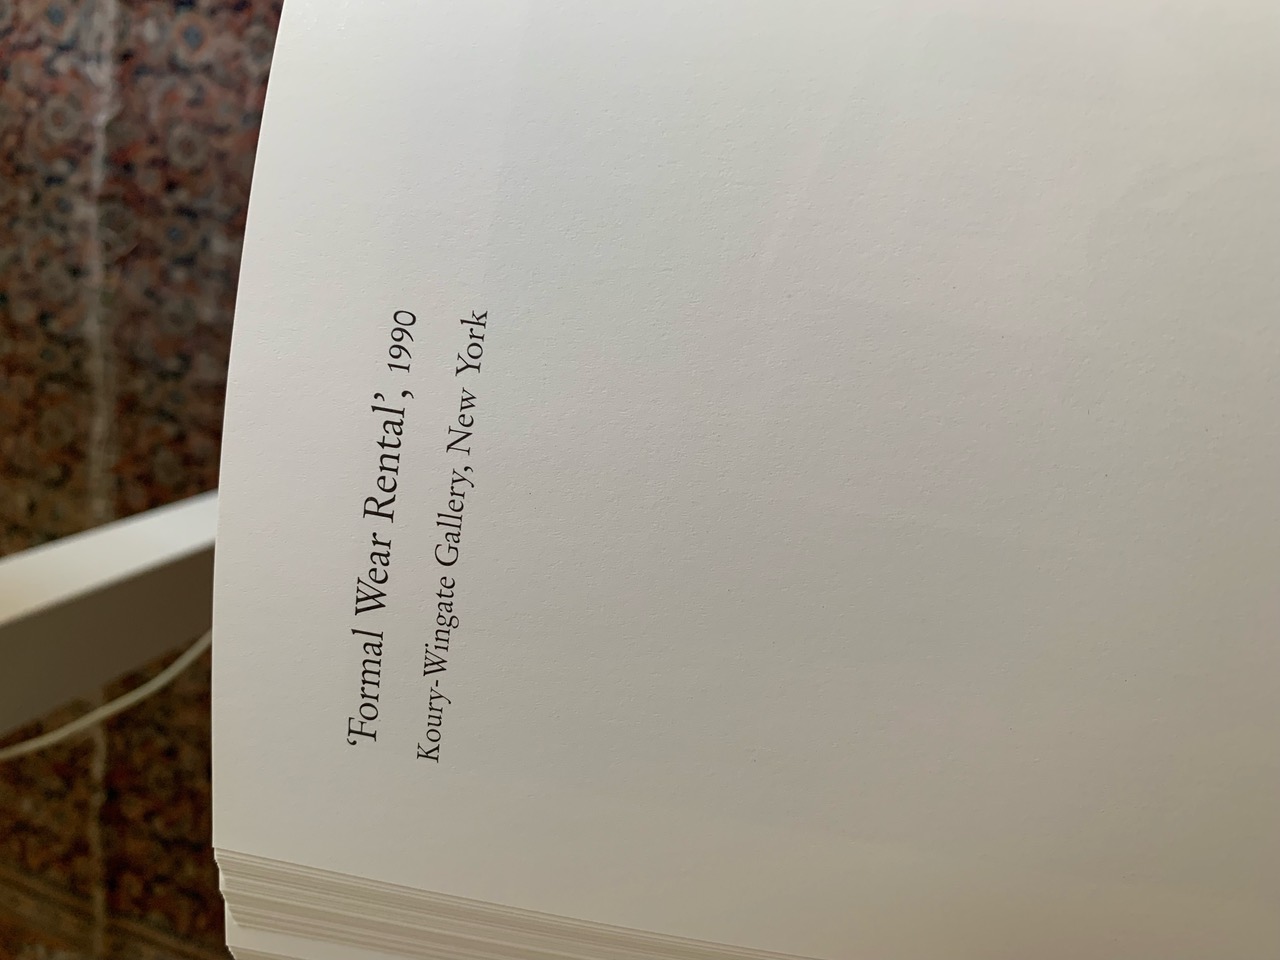 ‘Formal Wear Rental’, 1990
Koury-Wingate Gallery, New York